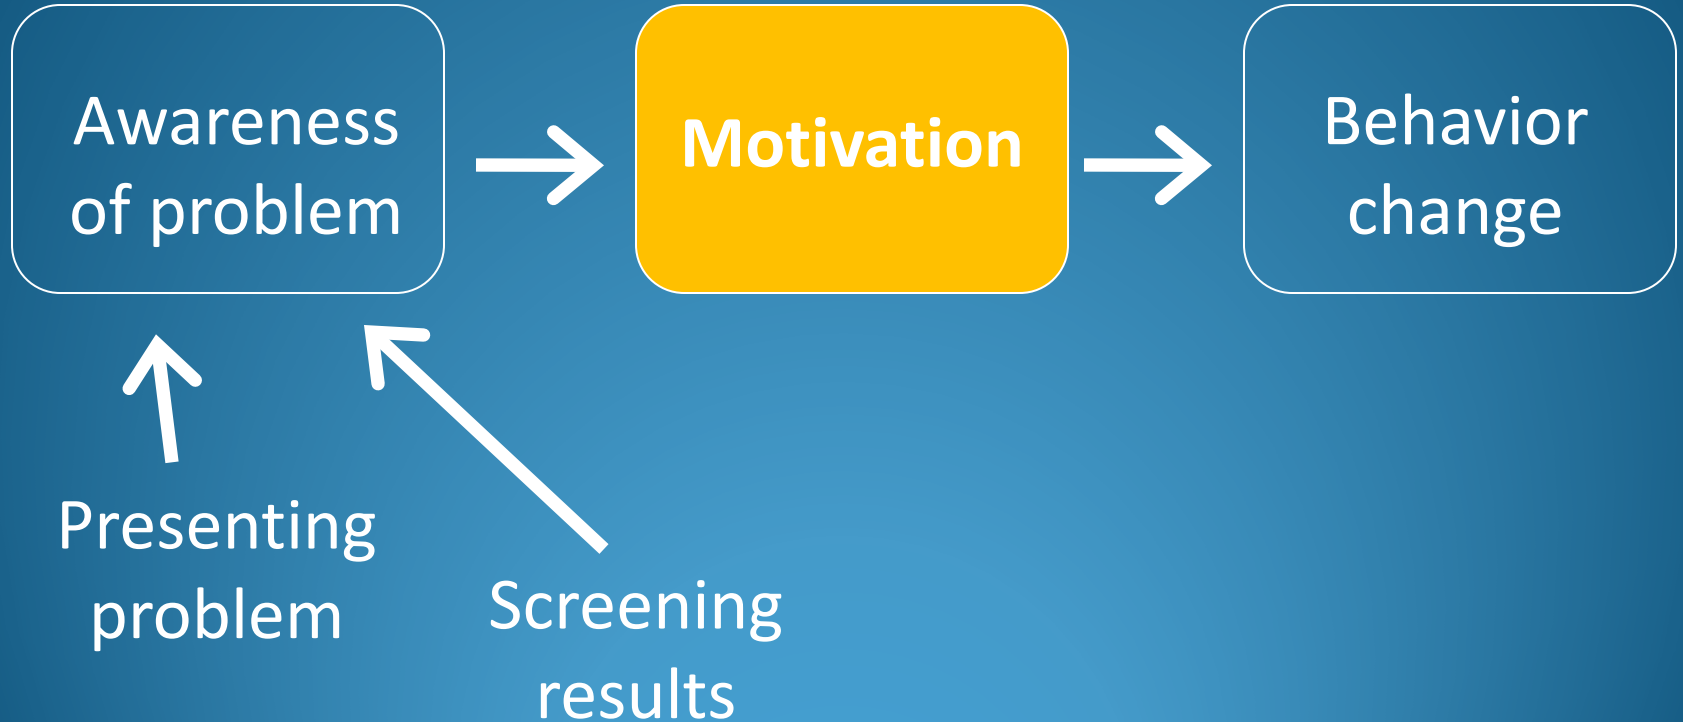 Awareness
of problem
Motivation
Behavior
change
Presenting
problem
Screening
results